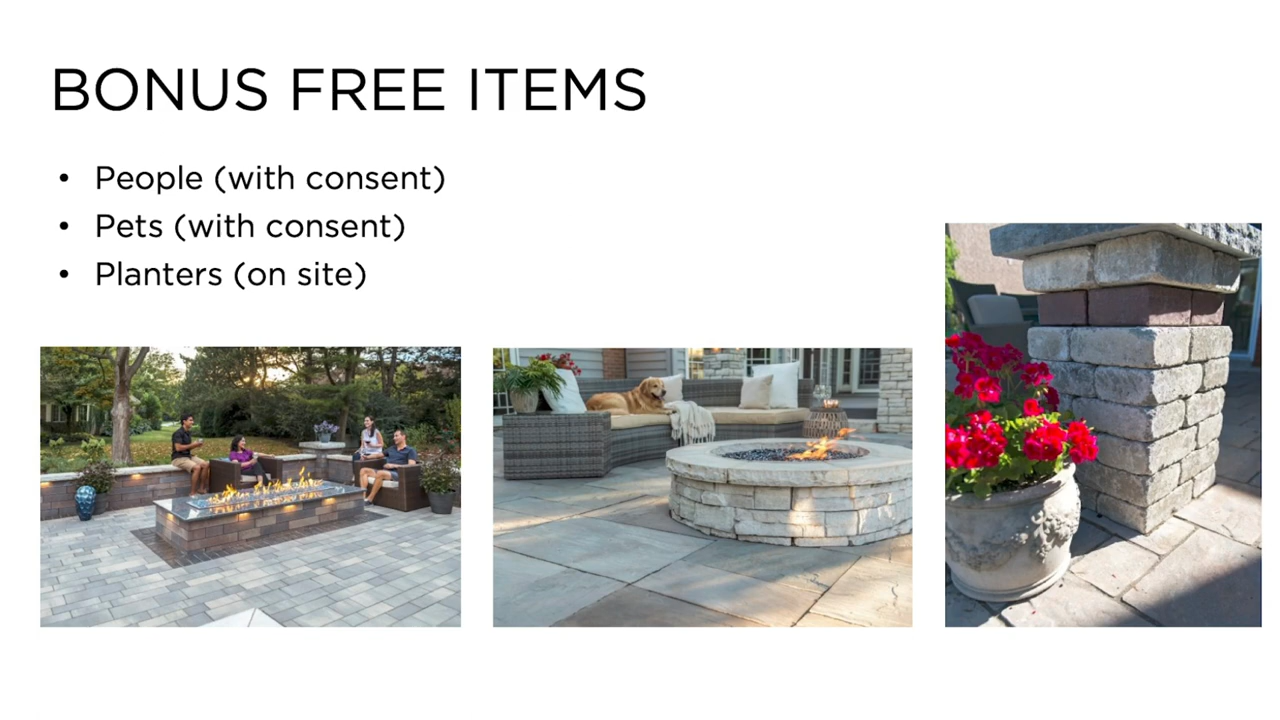 BONUS FREE ITEMS
• People (with consent)
• Pets (with consent)
• Planters (on site)